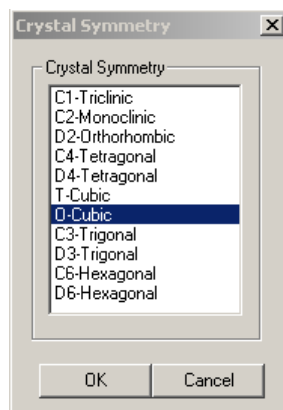 Crystal Symmetry
Crystal Symmetry
C1-Triclinic
C2-Monoclinic
D2-Orthorhombic
C4-Tetragonal
D4-Tetragonal
T-Cubic
O-Cubic
C3-Trigonal
D3-Trigonal
C6-Hexagonal
D6-Hexagonal
OK Cancel